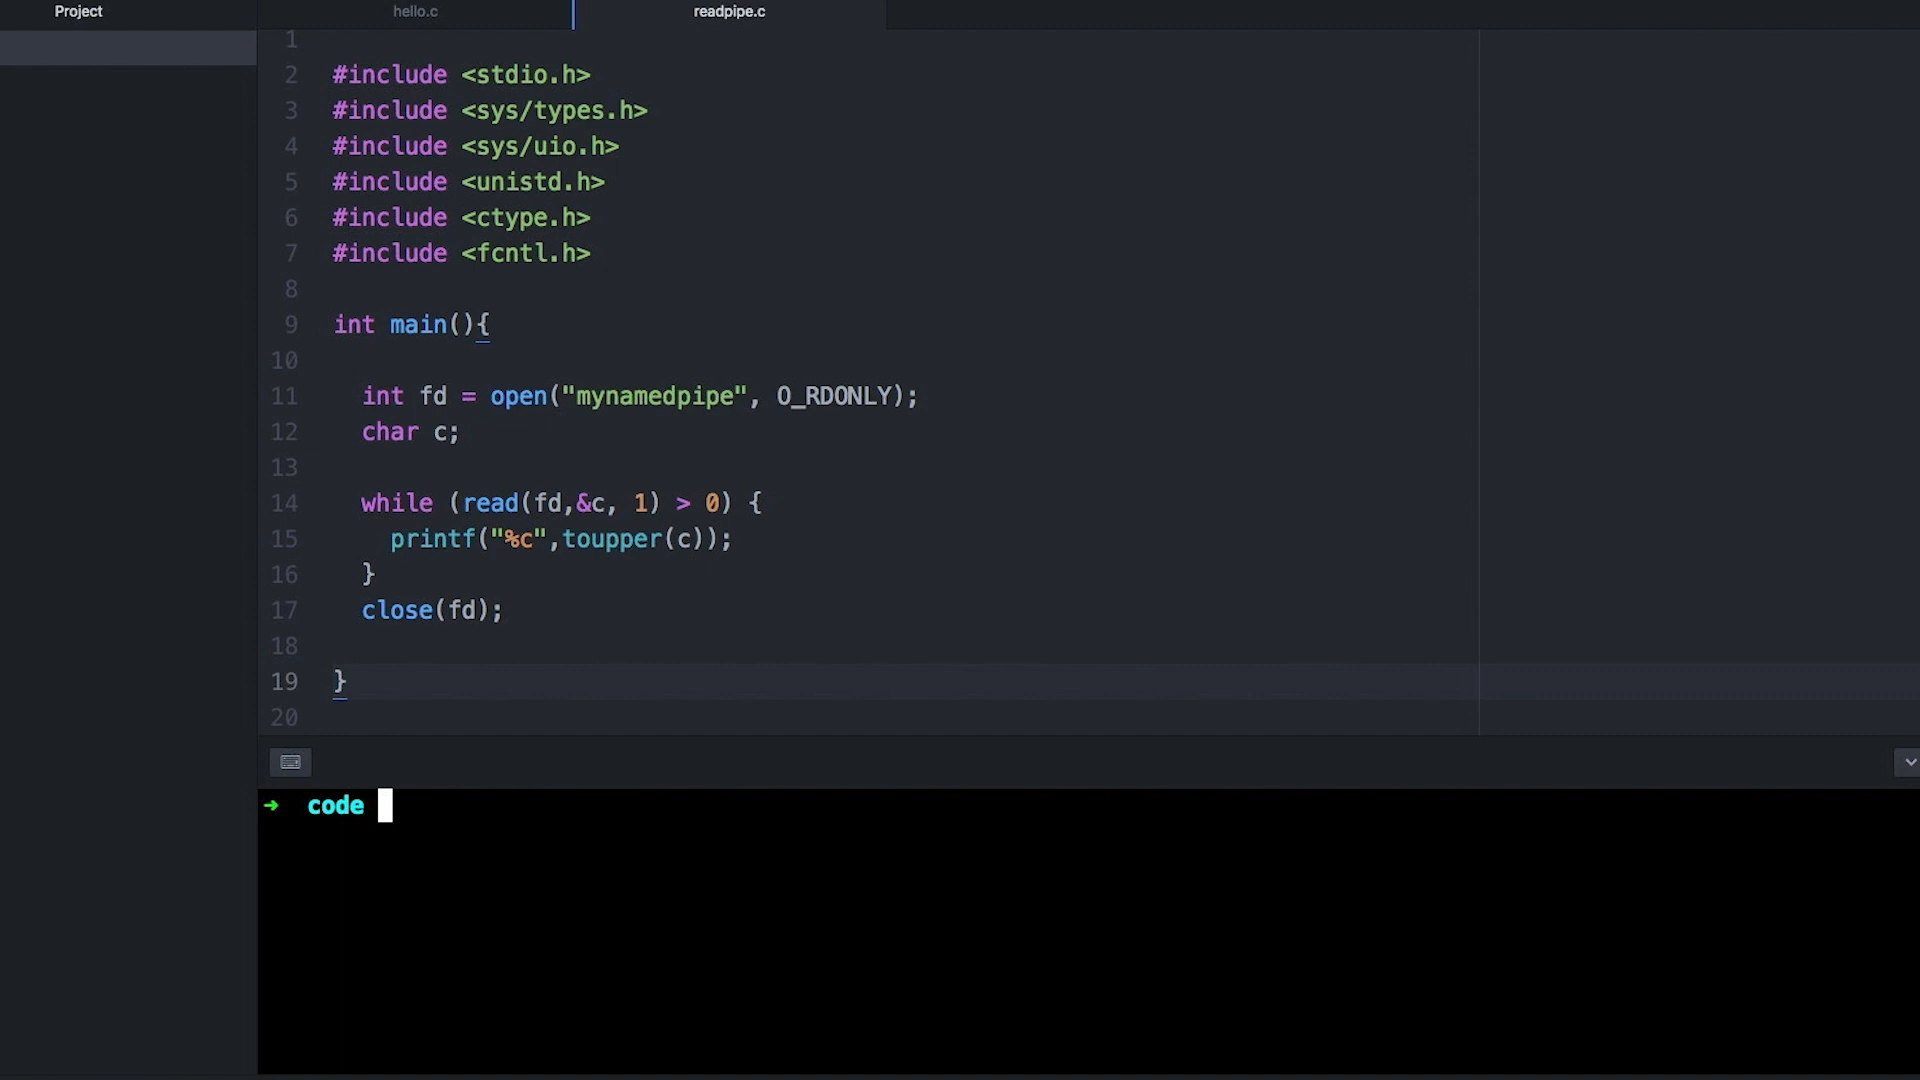 Project
hello.c
readpipe.c
1
2 #include <stdio.h>
3 #include <sys/types.h>
4 #include <sys/uio.h>
5 #include <unistd.h>
6 #include <ctype.h>
7 #include <fcntl.h>
8
9 int main(){
10
11   int fd = open("mynamedpipe", O_RDONLY);
12   char c;
13
14   while (read(fd,&c, 1) > 0) {
15     printf("%c",toupper(c));
16   }
17   close(fd);
18
19 }
20
➜ code